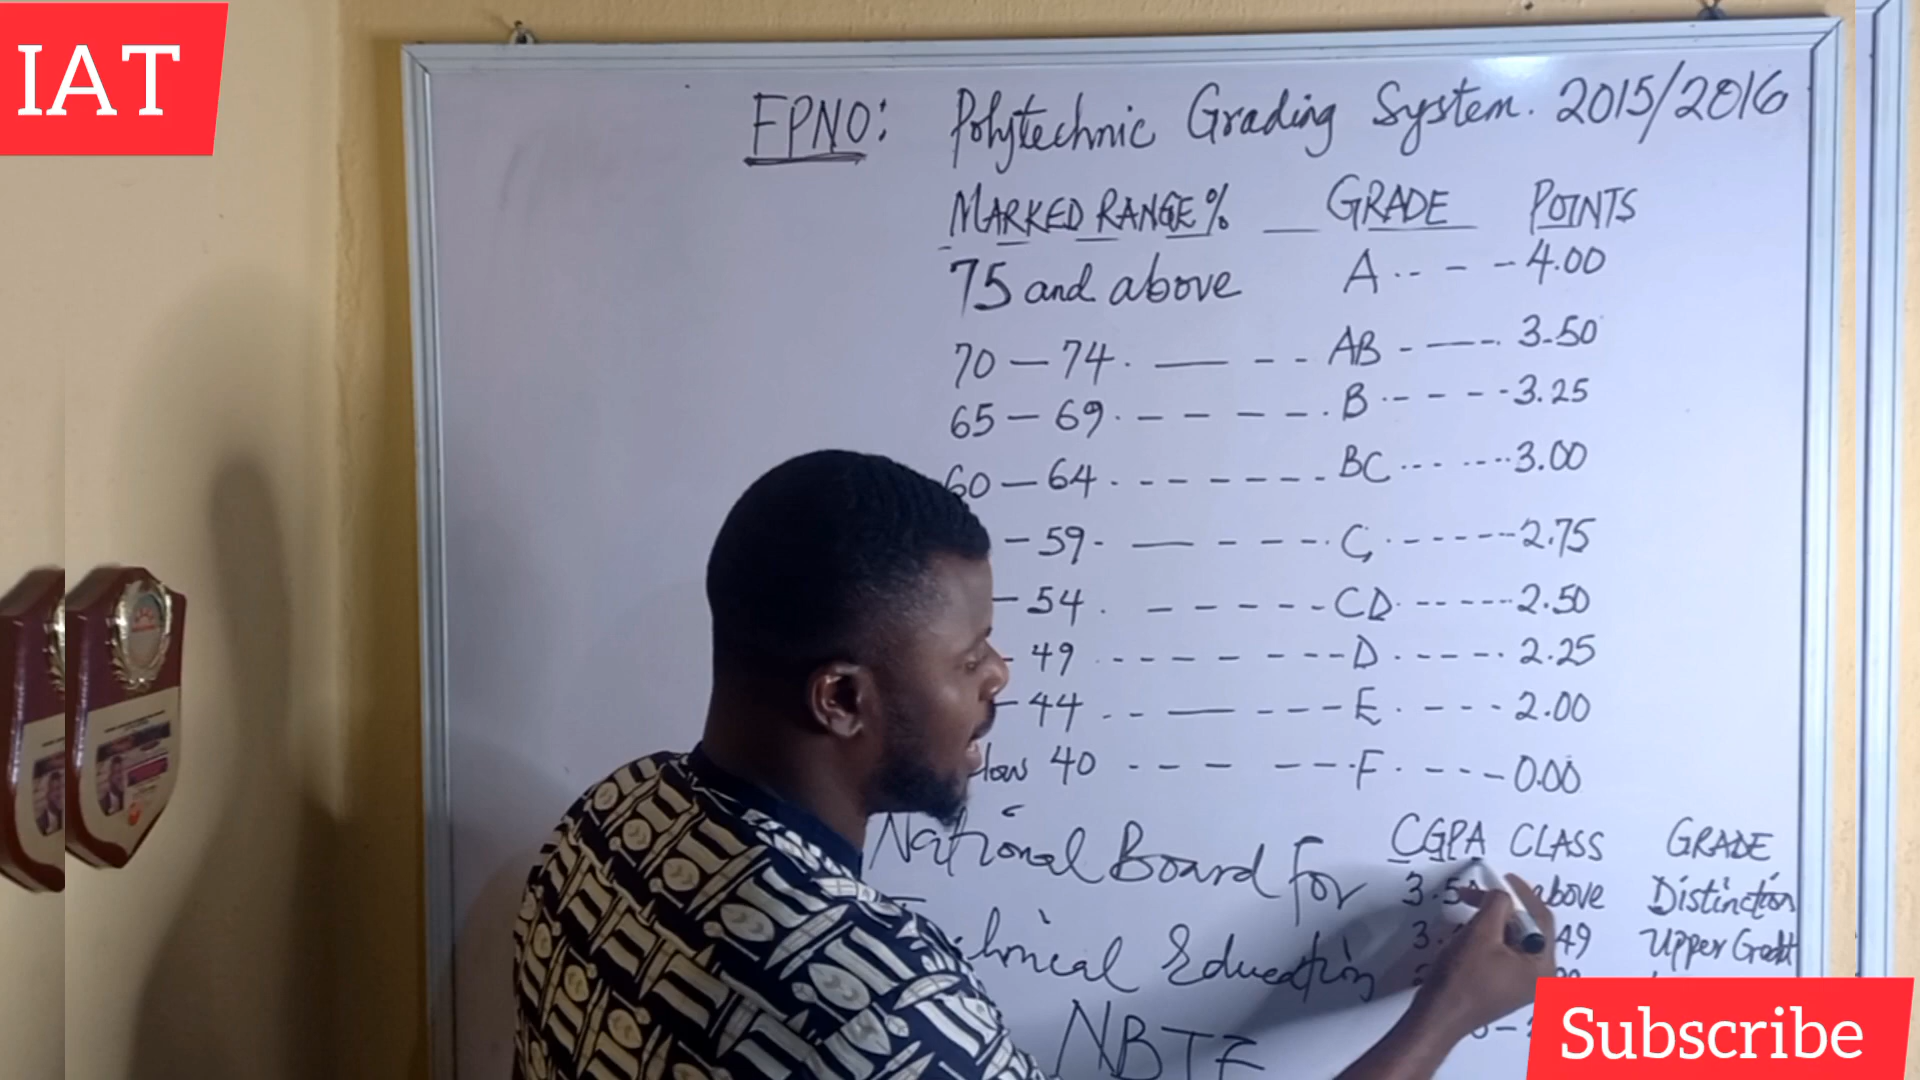 IAT
FPNO: Polytechnic Grading System. 2015/2016
MARKED RANGE % GRADE POINTS
75 and above A 4.00
70 - 74 AB 3.50
65 - 69 B 3.25
60 - 64 BC 3.00
- 59 C 2.75
- 54 CD 2.50
- 49 D 2.25
- 44 E 2.00
low 40 F 0.00
National Board For
Technical Education
NBTE
CGPA CLASS GRADE
3.50 above Distinction
3. 49 Upper Credit
Subscribe